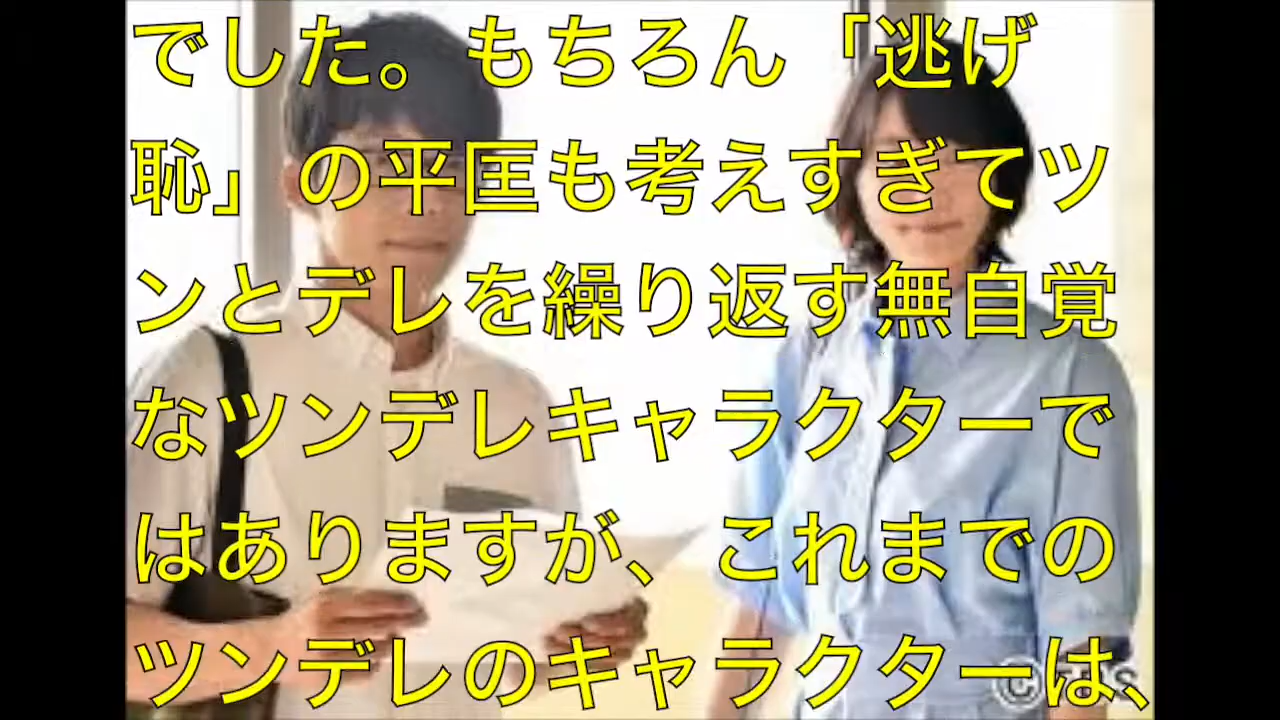 でした。もちろん「逃げ
恥」の平匡も考えすぎてツ
ンとデレを繰り返す無自覚
なツンデレキャラクターで
はありますが、これまでの
ツンデレのキャラクターは、